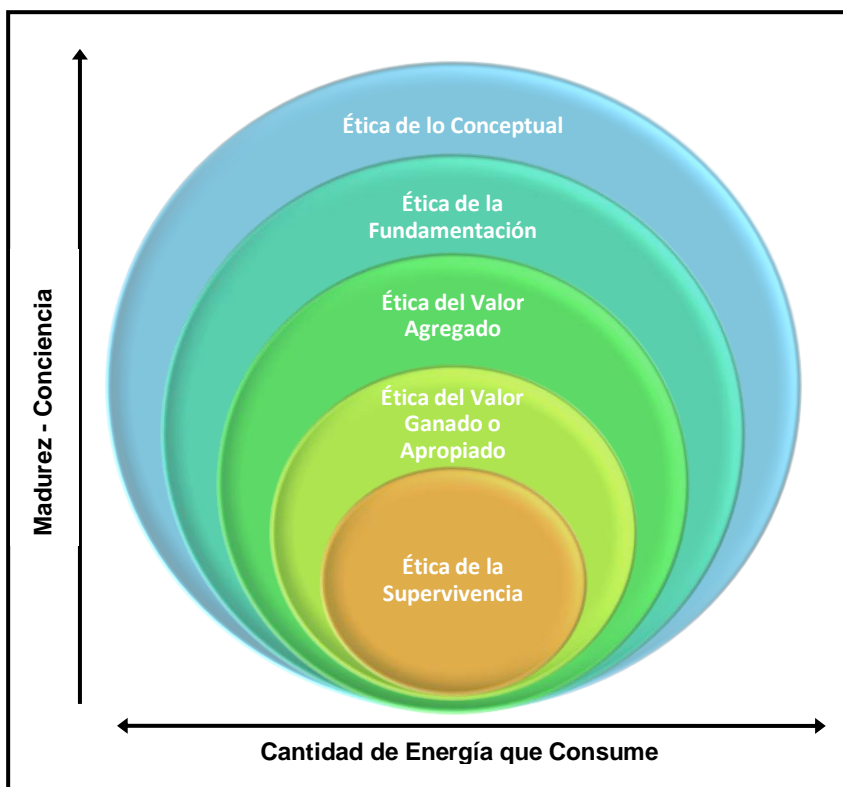 Ética de lo Conceptual
Ética de la
Fundamentación
Ética del Valor
Agregado
Ética del Valor
Ganado o
Apropiado
Ética de la
Supervivencia
Madurez - Conciencia
Cantidad de Energía que Consume